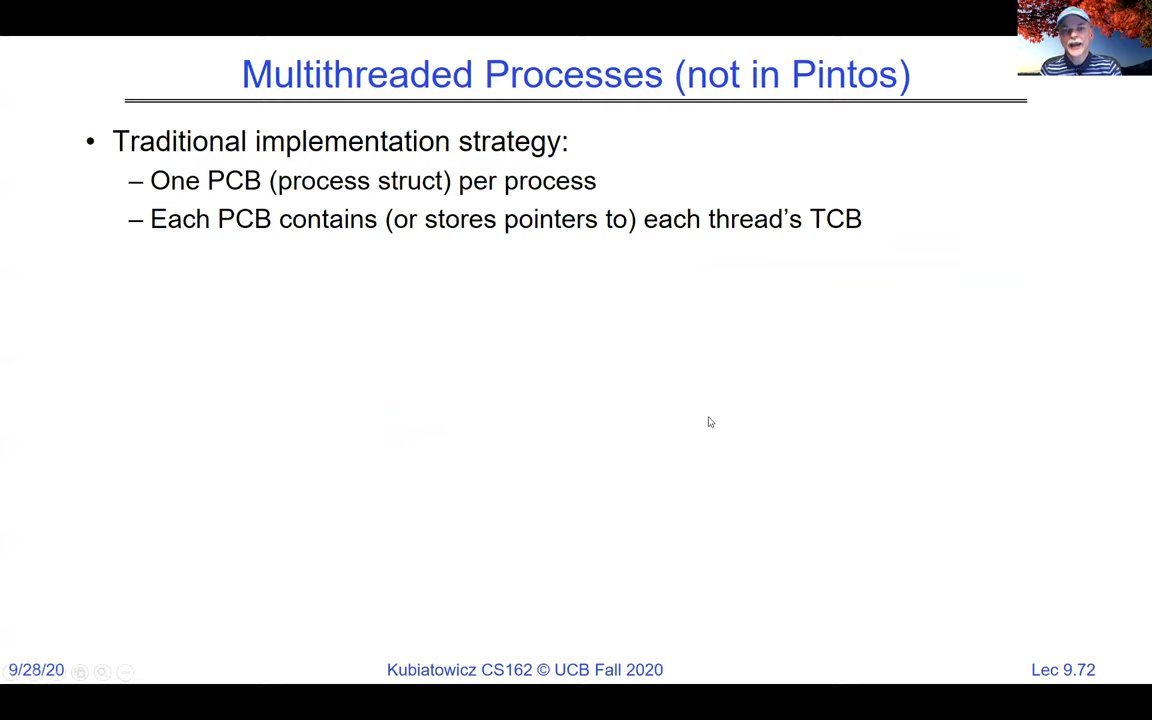 Multithreaded Processes (not in Pintos)
• Traditional implementation strategy:
– One PCB (process struct) per process
– Each PCB contains (or stores pointers to) each thread’s TCB
9/28/20
Kubiatowicz CS162 © UCB Fall 2020
Lec 9.72